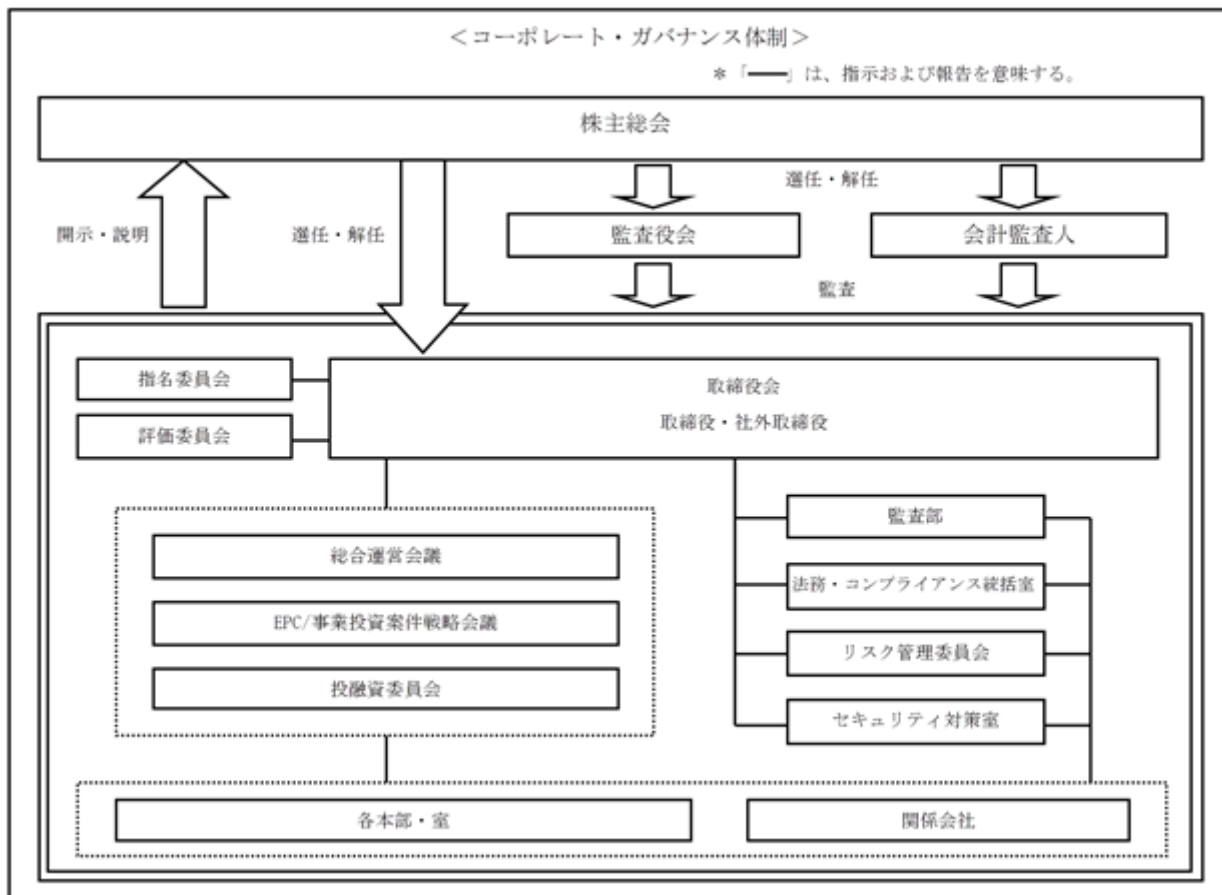 ＜コーポレート・ガバナンス体制＞
＊「━━」は、指示および報告を意味する。
株主総会
選任・解任
開示・説明
選任・解任
監査役会
会計監査人
監査
指名委員会
評価委員会
取締役会
取締役・社外取締役
総合運営会議
EPC/事業投資案件戦略会議
投融資委員会
監査部
法務・コンプライアンス統括室
リスク管理委員会
セキュリティ対策室
各本部・室
関係会社